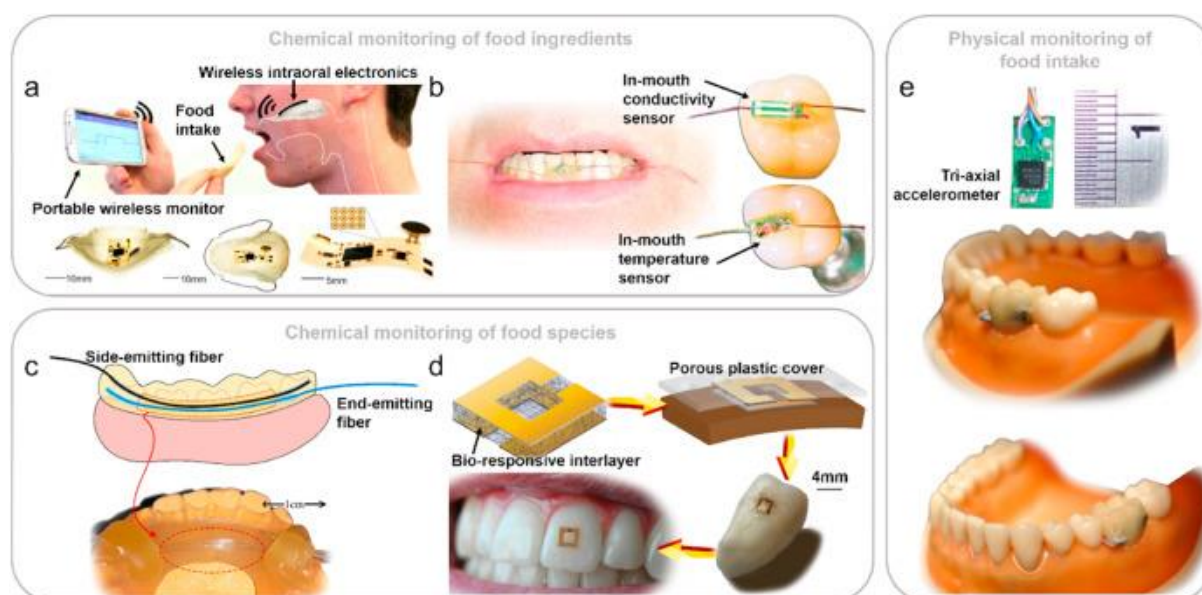 Chemical monitoring of food ingredients
a
Wireless intraoral electronics
Food
intake
Portable wireless monitor
10mm
10mm
5mm
b
In-mouth
conductivity
sensor
In-mouth
temperature
sensor
Chemical monitoring of food species
c
Side-emitting fiber
End-emitting
fiber
1cm
d
Porous plastic cover
Bio-responsive interlayer
4mm
Physical monitoring of
food intake
e
Tri-axial
accelerometer
1